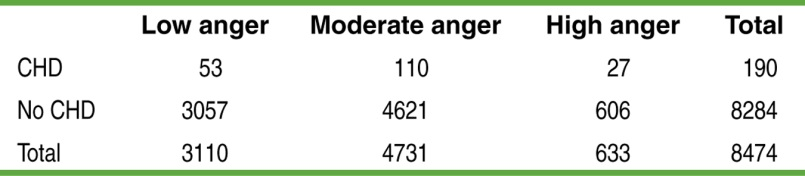 Low anger Moderate anger High anger Total
CHD 53 110 27 190
No CHD 3057 4621 606 8284
Total 3110 4731 633 8474